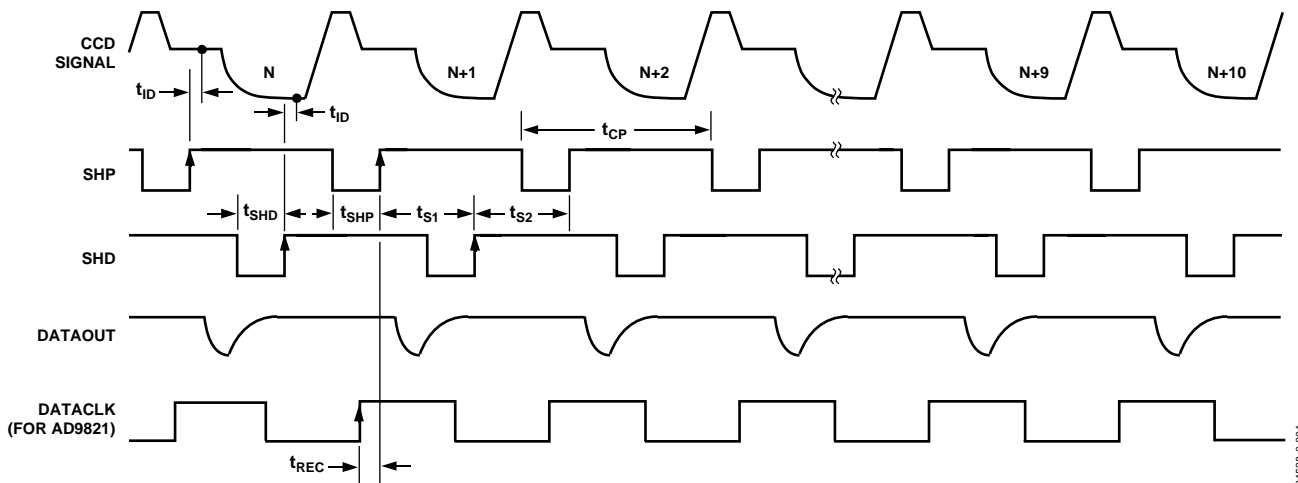 CCD
SIGNAL
N
N+1
N+2
N+9
N+10
tID
tID
tCP
SHP
tSHD
tSHP
tS1
tS2
SHD
DATAOUT
DATACLK
(FOR AD9821)
tREC